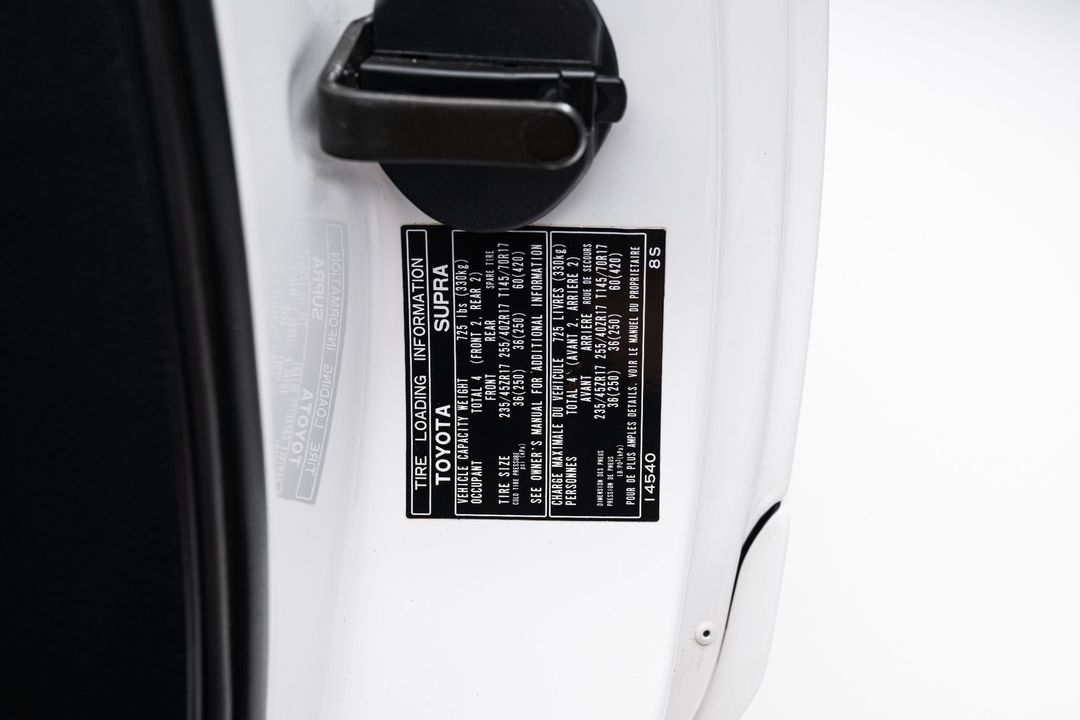 TIRE LOADING INFORMATION
TOYOTA SUPRA
VEHICLE CAPACITY WEIGHT 725 lbs (330kg)
OCCUPANT TOTAL 4 (FRONT 2, REAR 2)
FRONT REAR SPARE TIRE
TIRE SIZE 235/45ZR17 255/40ZR17 T145/70R17
COLD TIRE PRESSURE, psi(kPa) 36(250) 36(250) 60(420)
SEE OWNER'S MANUAL FOR ADDITIONAL INFORMATION
CHARGE MAXIMALE DU VEHICULE 725 LIVRES (330kg)
PERSONNES TOTAL 4 (AVANT 2, ARRIERE 2)
AVANT ARRIERE ROUE DE SECOURS
DIMENSION DES PNEUS 235/45ZR17 255/40ZR17 T145/70R17
PRESSION DE PNEUS LB PO²(kPa) 36(250) 36(250) 60(420)
POUR DE PLUS AMPLES DETAILS, VOIR LE MANUEL DU PROPRIETAIRE
14540 8S